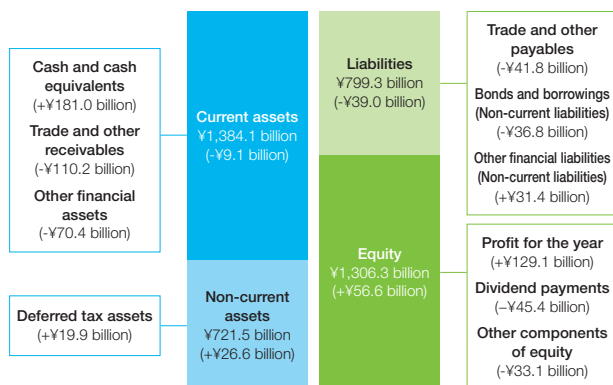 Cash and cash
equivalents
(+¥181.0 billion)
Trade and other
receivables
(-¥110.2 billion)
Other financial
assets
(-¥70.4 billion)
Deferred tax assets
(+¥19.9 billion)
Current assets
¥1,384.1 billion
(-¥9.1 billion)
Non-current
assets
¥721.5 billion
(+¥26.6 billion)
Liabilities
¥799.3 billion
(-¥39.0 billion)
Equity
¥1,306.3 billion
(+¥56.6 billion)
Trade and other
payables
(-¥41.8 billion)
Bonds and borrowings
(Non-current liabilities)
(-¥36.8 billion)
Other financial liabilities
(Non-current liabilities)
(+¥31.4 billion)
Profit for the year
(+¥129.1 billion)
Dividend payments
(−¥45.4 billion)
Other components
of equity
(-¥33.1 billion)